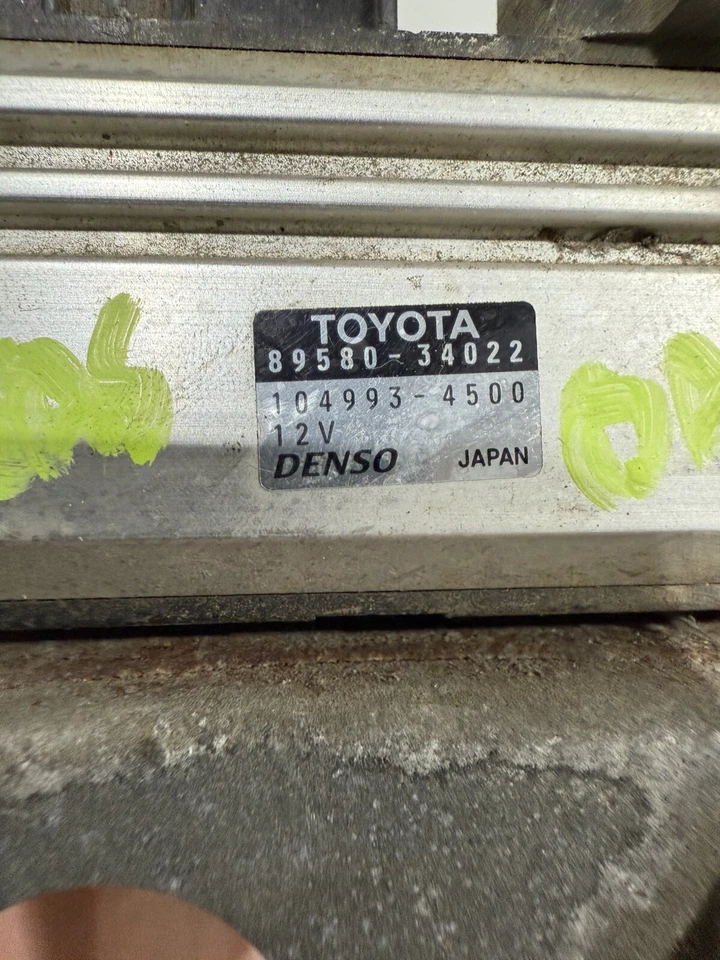 TOYOTA
89580-34022
104993-4500
12V
DENSO JAPAN